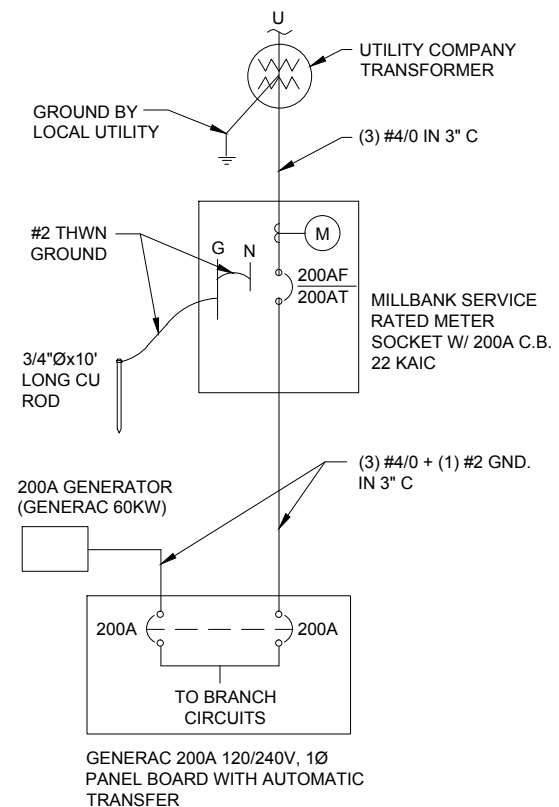 U
UTILITY COMPANY
TRANSFORMER
GROUND BY
LOCAL UTILITY
(3) #4/0 IN 3" C
#2 THWN
GROUND
G
N
M
200AF
200AT
MILLBANK SERVICE
RATED METER
SOCKET W/ 200A C.B.
22 KAIC
3/4"Øx10'
LONG CU
ROD
(3) #4/0 + (1) #2 GND.
IN 3" C
200A GENERATOR
(GENERAC 60KW)
200A
200A
TO BRANCH
CIRCUITS
GENERAC 200A 120/240V, 1Ø
PANEL BOARD WITH AUTOMATIC
TRANSFER